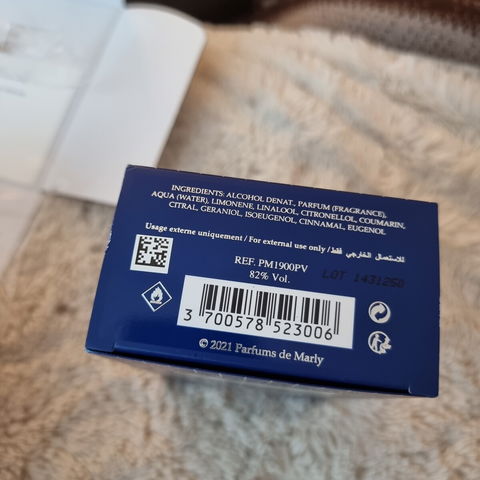 INGREDIENTS: ALCOHOL DENAT., PARFUM (FRAGRANCE),
AQUA (WATER), LIMONENE, LINALOOL, CITRONELLOL, COUMARIN,
CITRAL, GERANIOL, ISOEUGENOL, CINNAMAL, EUGENOL
Usage externe uniquement / For external use only / للاستعمال الخارجي فقط
REF. PM1900PV
LOT 1431260
82% Vol.
3 700578 523006
© 2021 Parfums de Marly